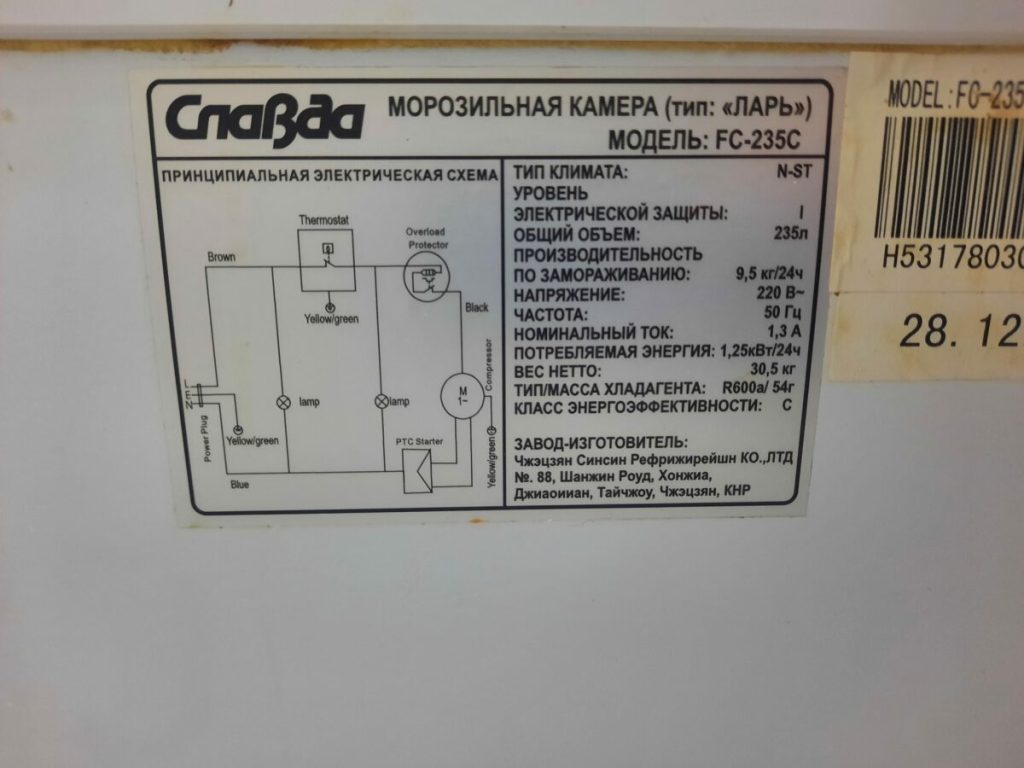 СлаВда
МОРОЗИЛЬНАЯ КАМЕРА (тип: «ЛАРЬ»)
МОДЕЛЬ: FC-235C
ПРИНЦИПИАЛЬНАЯ ЭЛЕКТРИЧЕСКАЯ СХЕМА
Thermostat
Overload
Protector
Brown
Yellow/green
Black
Compressor
M
1~
lamp
lamp
L
E
N
Power Plug
Yellow/green
PTC Starter
Yellow/green
Blue
ТИП КЛИМАТА: N-ST
УРОВЕНЬ
ЭЛЕКТРИЧЕСКОЙ ЗАЩИТЫ: I
ОБЩИЙ ОБЪЕМ: 235л
ПРОИЗВОДИТЕЛЬНОСТЬ
ПО ЗАМОРАЖИВАНИЮ: 9,5 кг/24ч
НАПРЯЖЕНИЕ: 220 В~
ЧАСТОТА: 50 Гц
НОМИНАЛЬНЫЙ ТОК: 1,3 А
ПОТРЕБЛЯЕМАЯ ЭНЕРГИЯ: 1,25кВт/24ч
ВЕС НЕТТО: 30,5 кг
ТИП/МАССА ХЛАДАГЕНТА: R600a/ 54г
КЛАСС ЭНЕРГОЭФФЕКТИВНОСТИ: С
ЗАВОД-ИЗГОТОВИТЕЛЬ:
Чжэцзян Синсин Рефрижирейшн КО.,ЛТД
№. 88, Шанжин Роуд, Хонжиа,
Джиаоииан, Тайчжоу, Чжэцзян, КНР
MODEL:FC-235
H53178030
28. 12